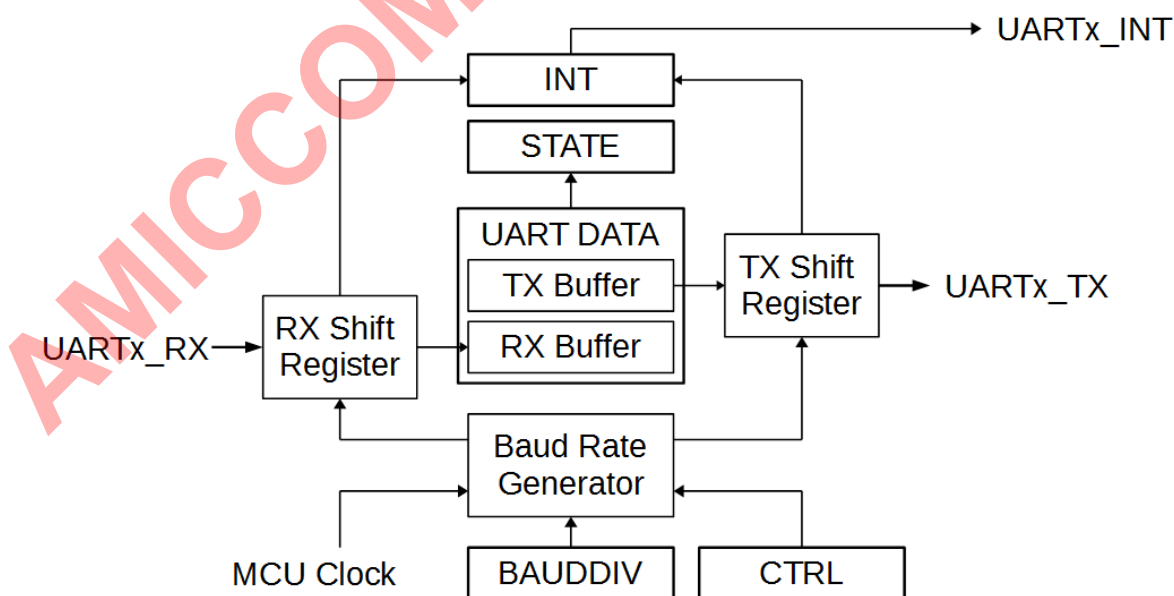 UARTx_INT
INT
STATE
UART DATA
TX Buffer
RX Buffer
TX Shift
Register
UARTx_TX
RX Shift
Register
UARTx_RX
Baud Rate
Generator
MCU Clock
BAUDDIV
CTRL
AMICCOM